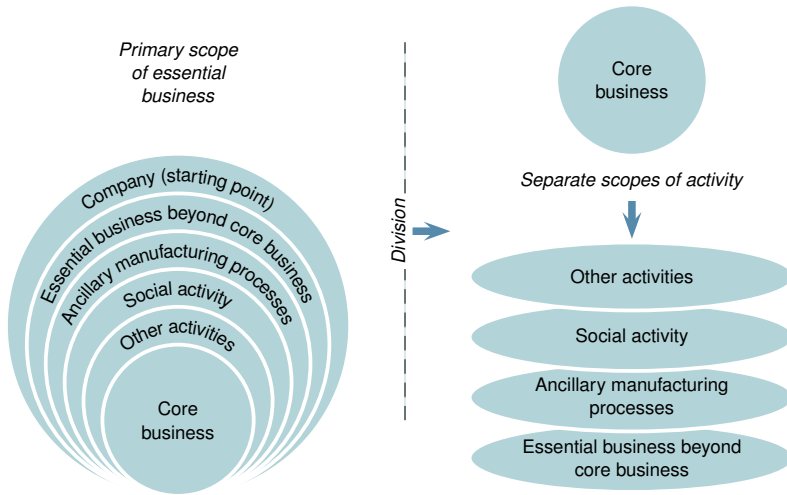 Primary scope
of essential
business
Company (starting point)
Essential business beyond core business
Ancillary manufacturing processes
Social activity
Other activities
Core
business
Division
Core
business
Separate scopes of activity
Other activities
Social activity
Ancillary manufacturing
processes
Essential business beyond
core business